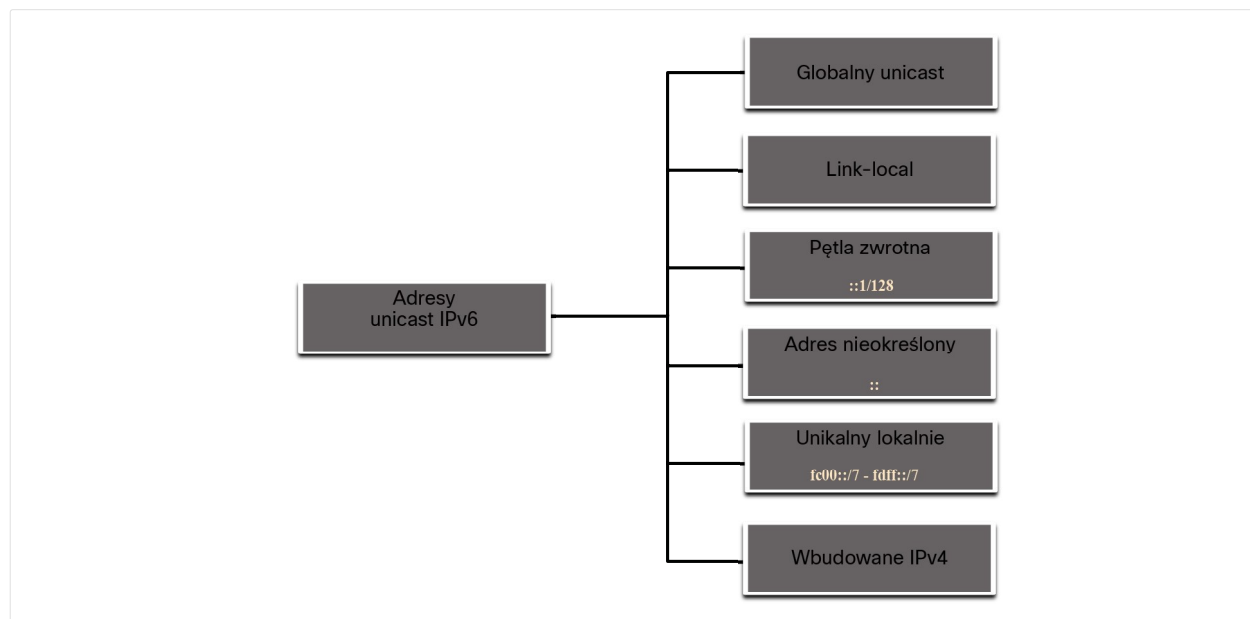 Globalny unicast
Link-local
Pętla zwrotna
::1/128
Adresy
unicast IPv6
Adres nieokreślony
::
Unikalny lokalnie
fc00::/7 - fdff::/7
Wbudowane IPv4